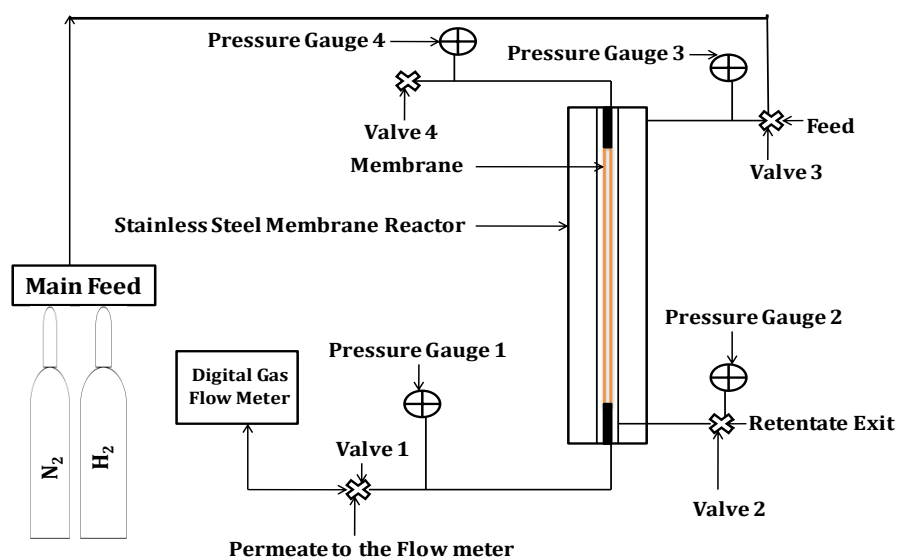 Pressure Gauge 4
Pressure Gauge 3
Valve 4
Feed
Membrane
Valve 3
Stainless Steel Membrane Reactor
Main Feed
Pressure Gauge 2
Pressure Gauge 1
Digital Gas
Flow Meter
Retentate Exit
Valve 1
N₂
H₂
Valve 2
Permeate to the Flow meter